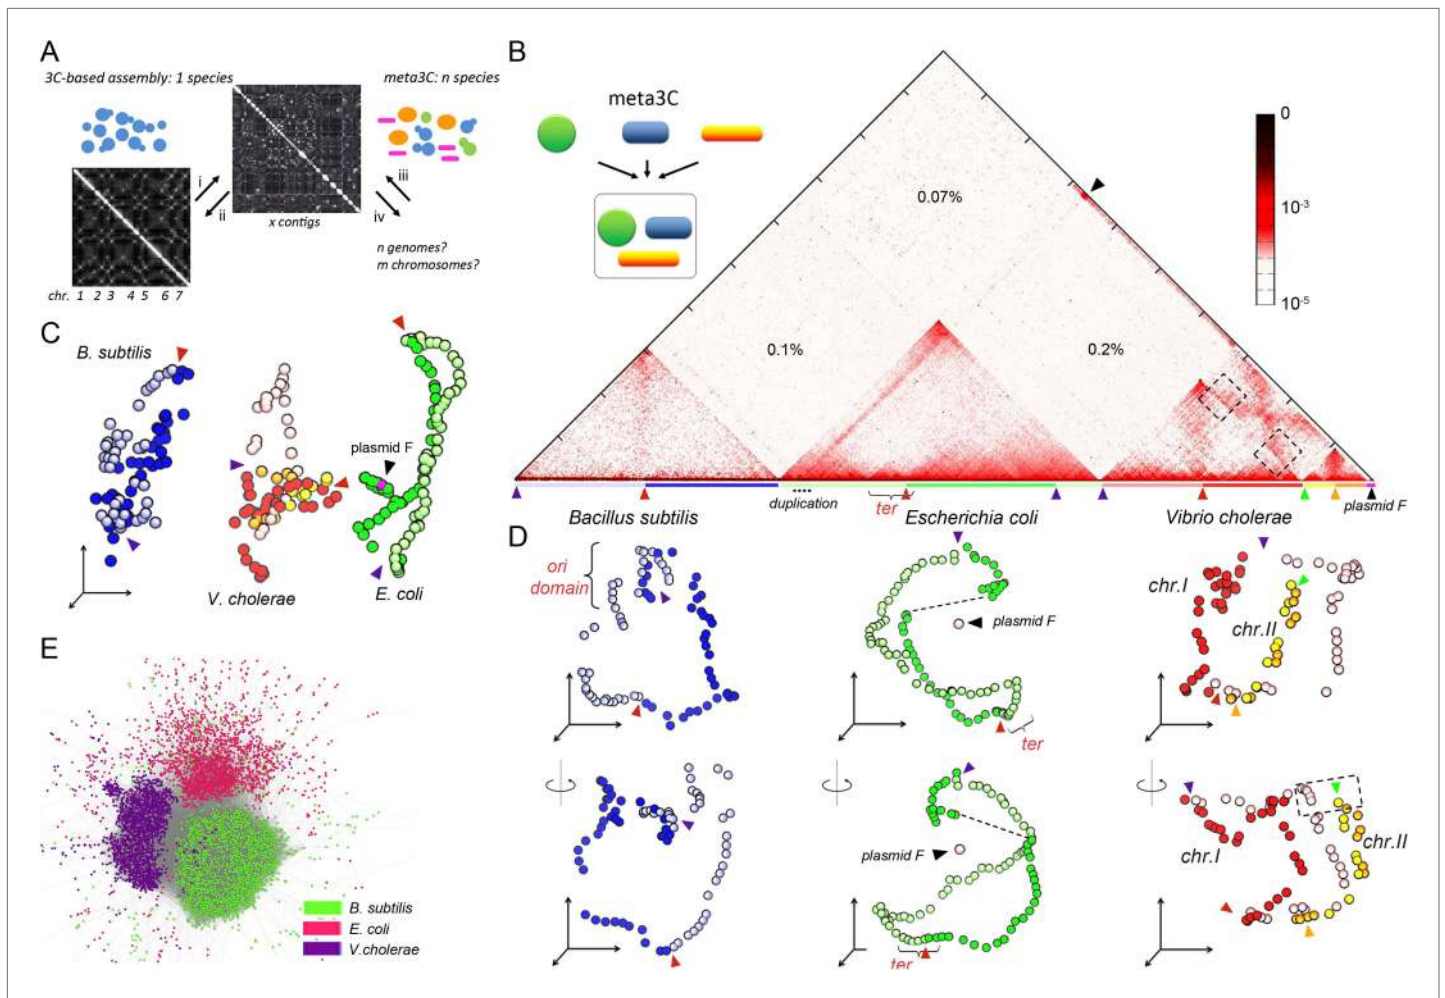 A
3C-based assembly: 1 species
meta3C: n species
i
ii
iii
iv
x contigs
n genomes?
m chromosomes?
chr. 1 2 3 4 5 6 7
B
meta3C
0.07%
0.1%
0.2%
0
10-3
10-5
duplication
ter
plasmid F
Bacillus subtilis
Escherichia coli
Vibrio cholerae
C
B. subtilis
plasmid F
V. cholerae
E. coli
D
ori
domain
plasmid F
ter
chr.I
chr.II
plasmid F
ter
chr.I
chr.II
E
B. subtilis
E. coli
V.cholerae